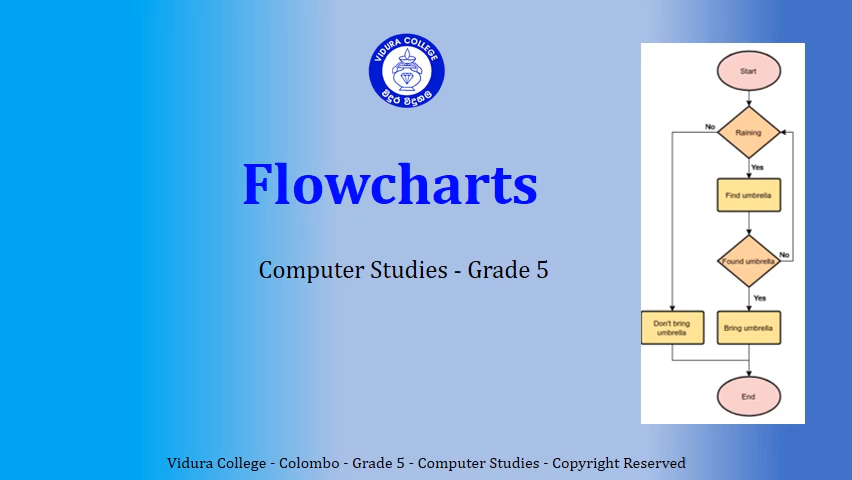 VIDURA COLLEGE
විදුර විදුහල
Flowcharts
Computer Studies - Grade 5
Start
No
Raining
Yes
Find umbrella
Found umbrella
No
Yes
Don't bring
umbrella
Bring umbrella
End
Vidura College - Colombo - Grade 5 - Computer Studies - Copyright Reserved